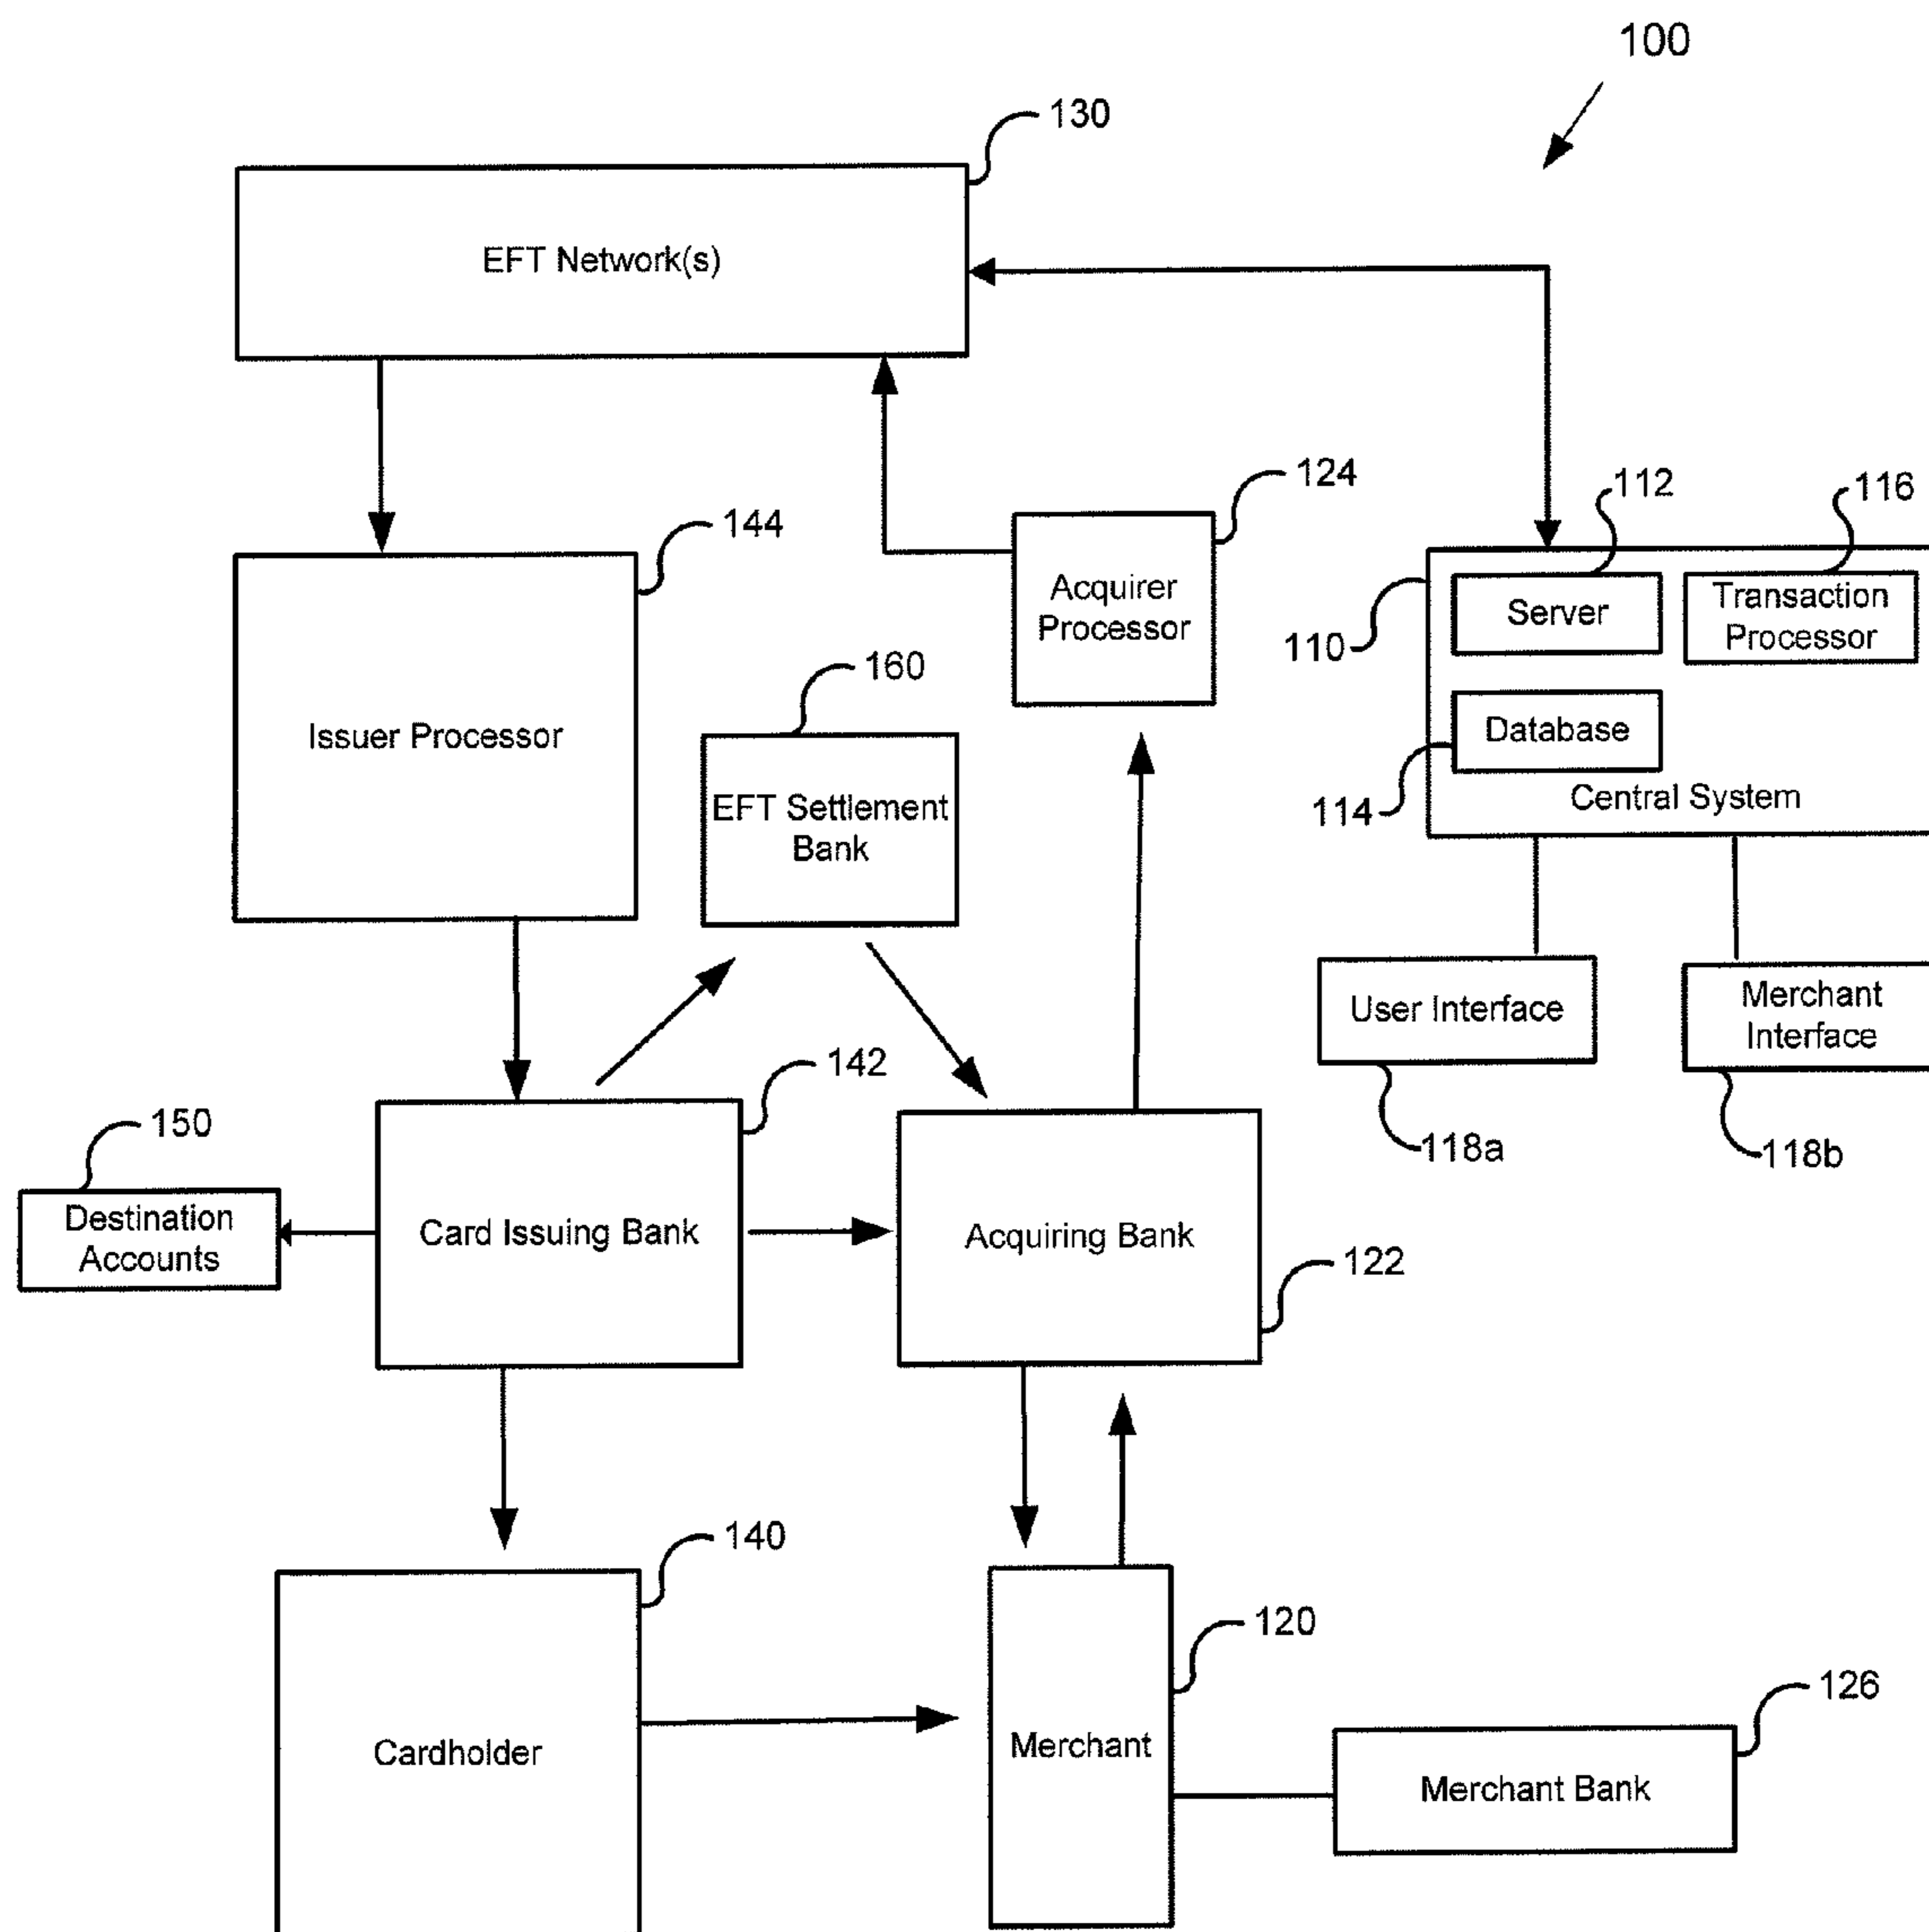 100
130
EFT Network(s)
124
112
116
144
Acquirer
Processor
Server
Transaction
Processor
110
160
Issuer Processor
Database
EFT Settlement
Bank
114
Central System
User Interface
Merchant
Interface
142
150
118a
118b
Destination
Accounts
Card Issuing Bank
Acquiring Bank
122
140
120
126
Cardholder
Merchant
Merchant Bank